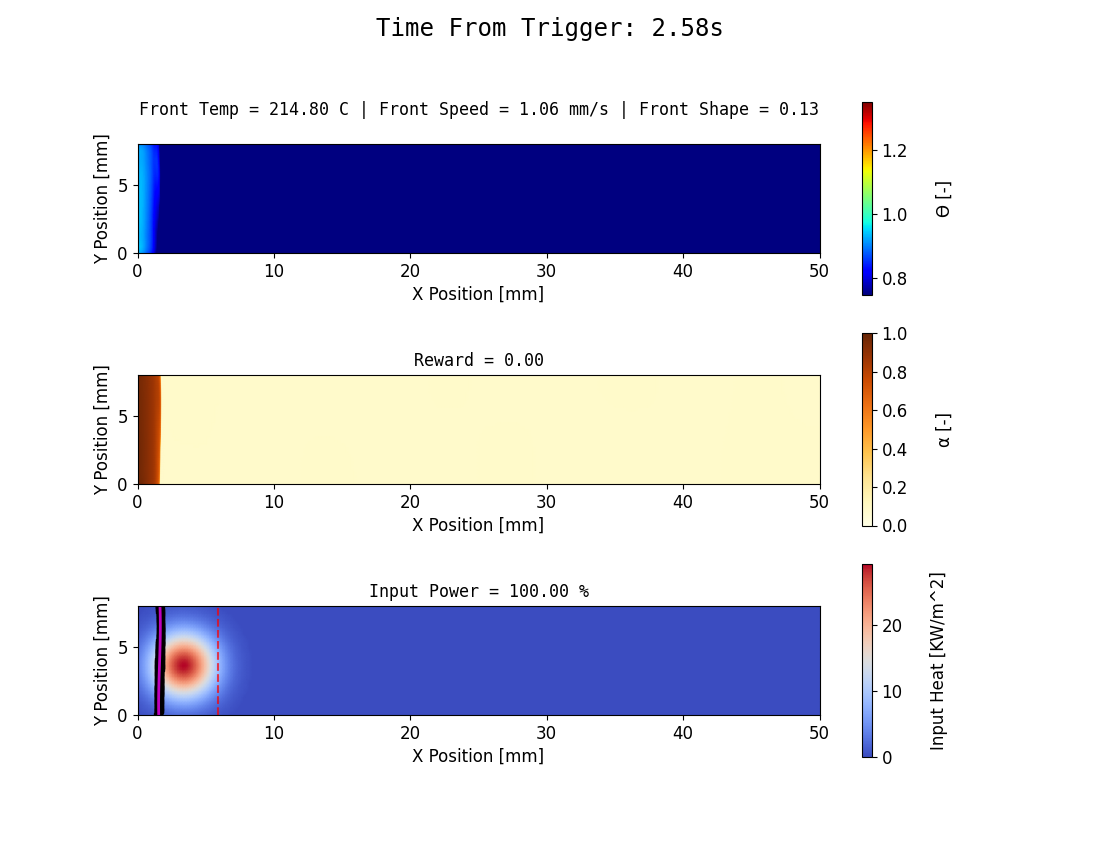 Time From Trigger: 2.58s
Front Temp = 214.80 C | Front Speed = 1.06 mm/s | Front Shape = 0.13
Y Position [mm]
5
0
0 10 20 30 40 50
X Position [mm]
1.2
1.0
0.8
Θ [-]
Reward = 0.00
Y Position [mm]
5
0
0 10 20 30 40 50
X Position [mm]
1.0
0.8
0.6
0.4
0.2
0.0
α [-]
Input Power = 100.00 %
Y Position [mm]
5
0
0 10 20 30 40 50
X Position [mm]
20
10
0
Input Heat [KW/m^2]